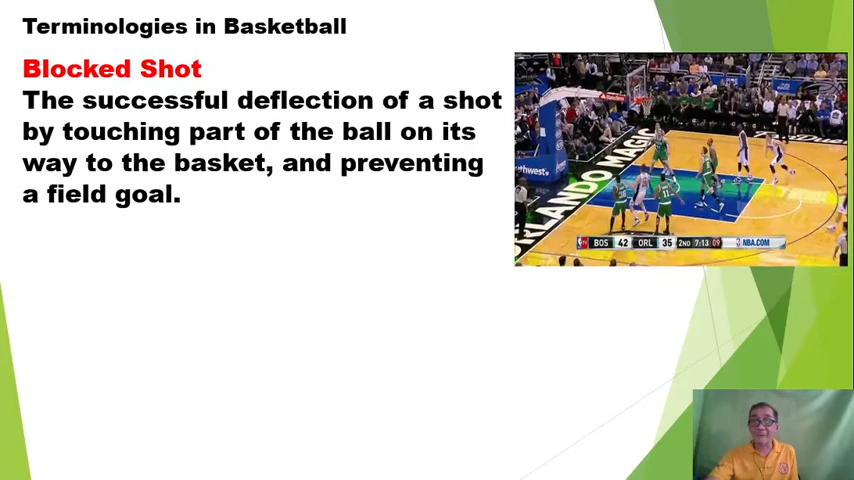 Terminologies in Basketball
Blocked Shot
The successful deflection of a shot
by touching part of the ball on its
way to the basket, and preventing
a field goal.
ORLANDO MAGIC
BOS 42 ORL 35 2ND 7:13 09 NBA.COM